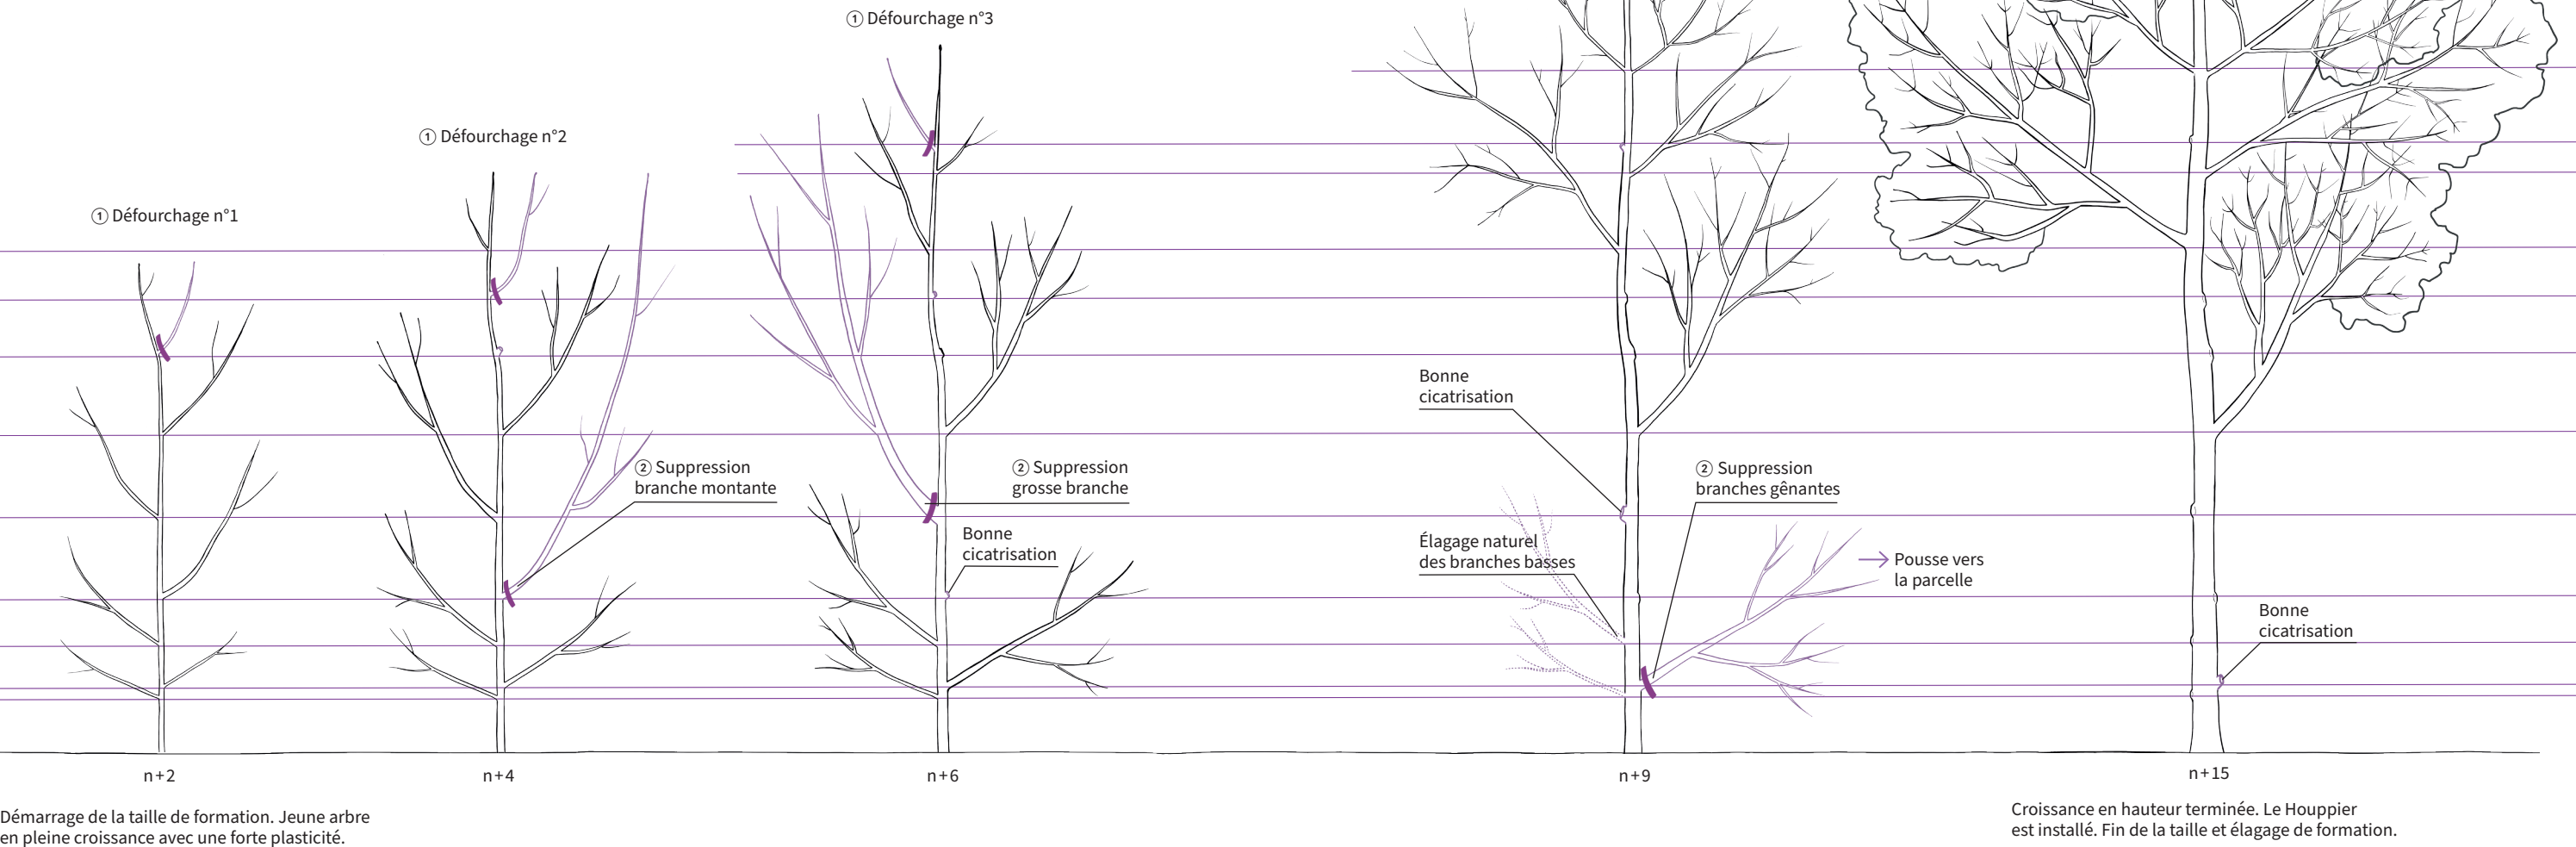 ① Défourchage n°3
① Défourchage n°2
① Défourchage n°1
Bonne
cicatrisation
② Suppression
branche montante
② Suppression
grosse branche
② Suppression
branches gênantes
Bonne
cicatrisation
Élagage naturel
des branches basses
Pousse vers
la parcelle
Bonne
cicatrisation
n+2
n+4
n+6
n+9
n+15
Démarrage de la taille de formation. Jeune arbre
en pleine croissance avec une forte plasticité.
Croissance en hauteur terminée. Le Houppier
est installé. Fin de la taille et élagage de formation.